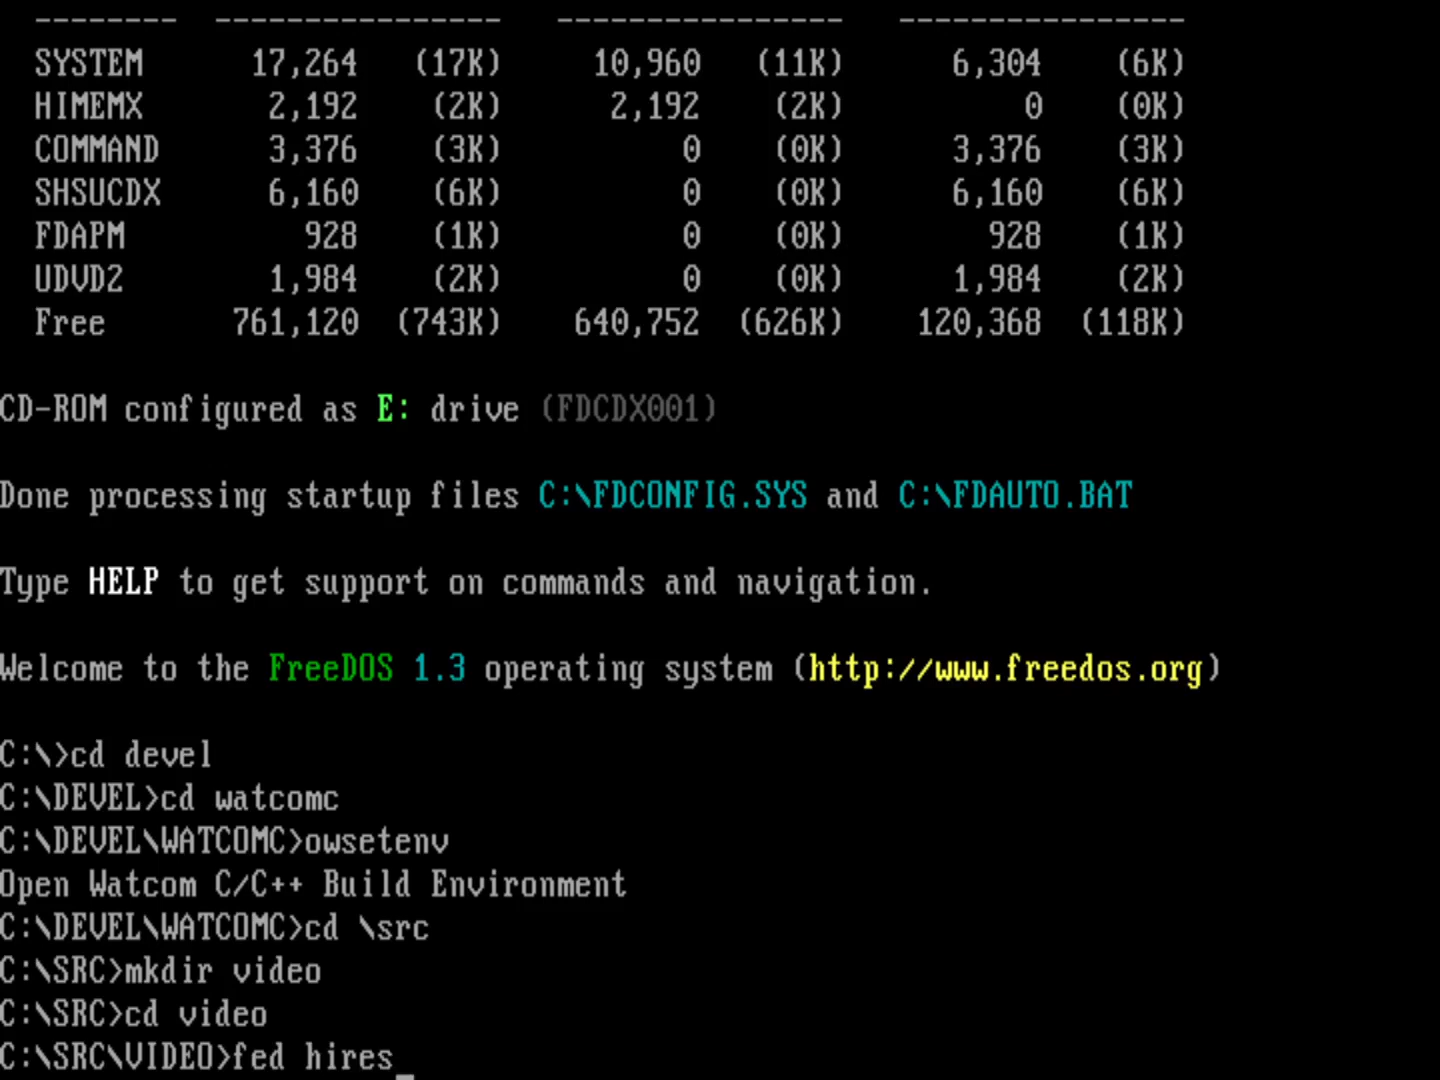 -------- ---------------- ---------------- ----------------
SYSTEM 17,264 (17K) 10,960 (11K) 6,304 (6K)
HIMEMX 2,192 (2K) 2,192 (2K) 0 (0K)
COMMAND 3,376 (3K) 0 (0K) 3,376 (3K)
SHSUCDX 6,160 (6K) 0 (0K) 6,160 (6K)
FDAPM 928 (1K) 0 (0K) 928 (1K)
UDVD2 1,984 (2K) 0 (0K) 1,984 (2K)
Free 761,120 (743K) 640,752 (626K) 120,368 (118K)
CD-ROM configured as E: drive (FDCDX001)
Done processing startup files C:\FDCONFIG.SYS and C:\FDAUTO.BAT
Type HELP to get support on commands and navigation.
Welcome to the FreeDOS 1.3 operating system (http://www.freedos.org)
C:\>cd devel
C:\DEVEL>cd watcomc
C:\DEVEL\WATCOMC>owsetenv
Open Watcom C/C++ Build Environment
C:\DEVEL\WATCOMC>cd \src
C:\SRC>mkdir video
C:\SRC>cd video
C:\SRC\VIDEO>fed hires_